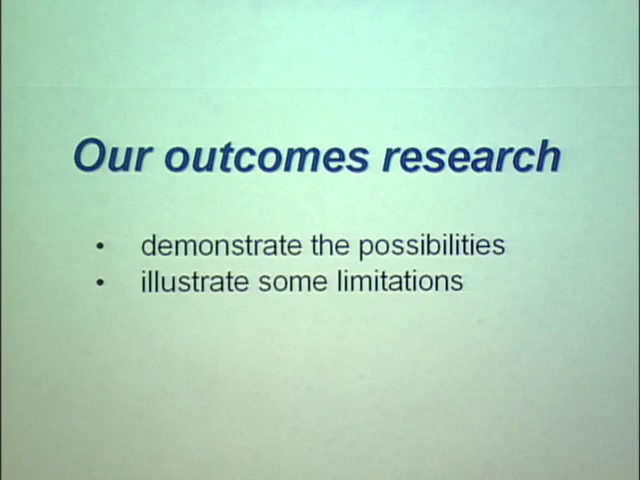 Our outcomes research
• demonstrate the possibilities
• illustrate some limitations